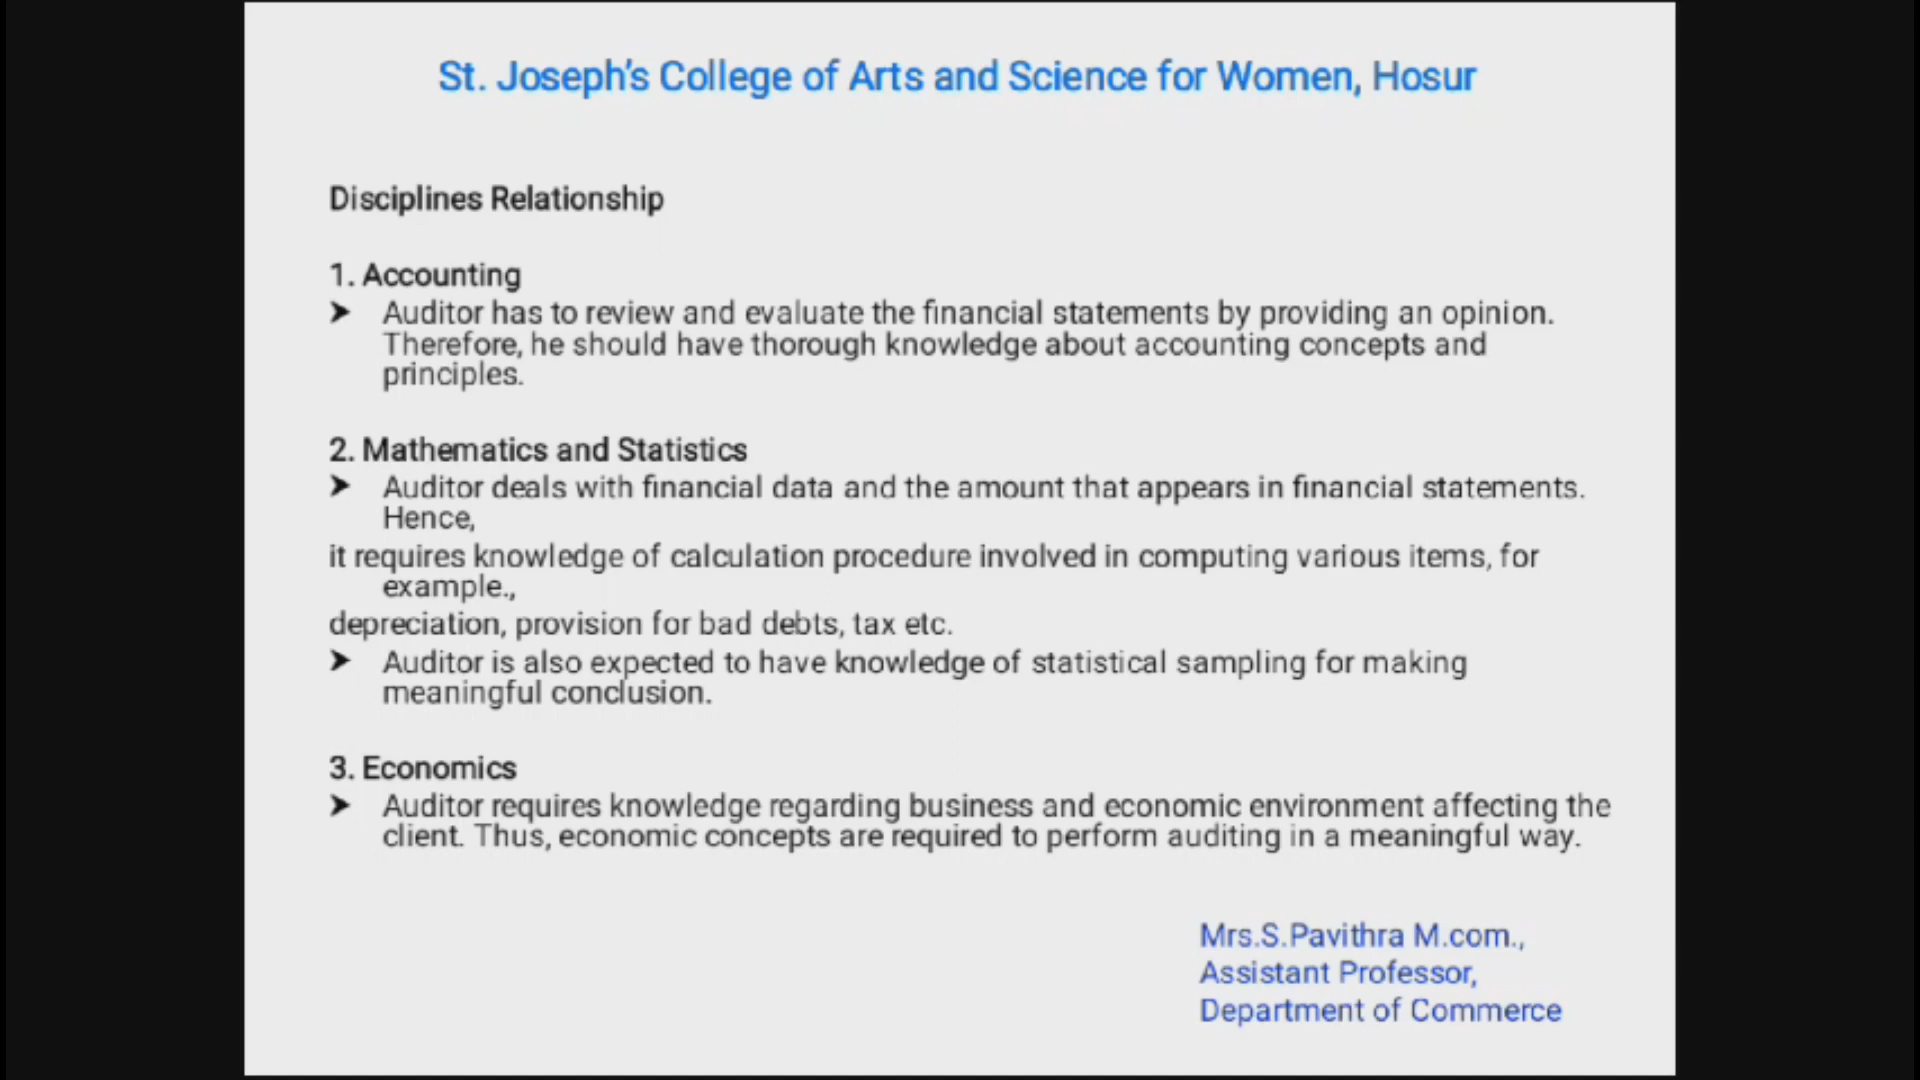 St. Joseph's College of Arts and Science for Women, Hosur
Disciplines Relationship
1. Accounting
➤ Auditor has to review and evaluate the financial statements by providing an opinion.
Therefore, he should have thorough knowledge about accounting concepts and
principles.
2. Mathematics and Statistics
➤ Auditor deals with financial data and the amount that appears in financial statements.
Hence,
it requires knowledge of calculation procedure involved in computing various items, for
example.,
depreciation, provision for bad debts, tax etc.
➤ Auditor is also expected to have knowledge of statistical sampling for making
meaningful conclusion.
3. Economics
➤ Auditor requires knowledge regarding business and economic environment affecting the
client. Thus, economic concepts are required to perform auditing in a meaningful way.
Mrs.S.Pavithra M.com.,
Assistant Professor,
Department of Commerce